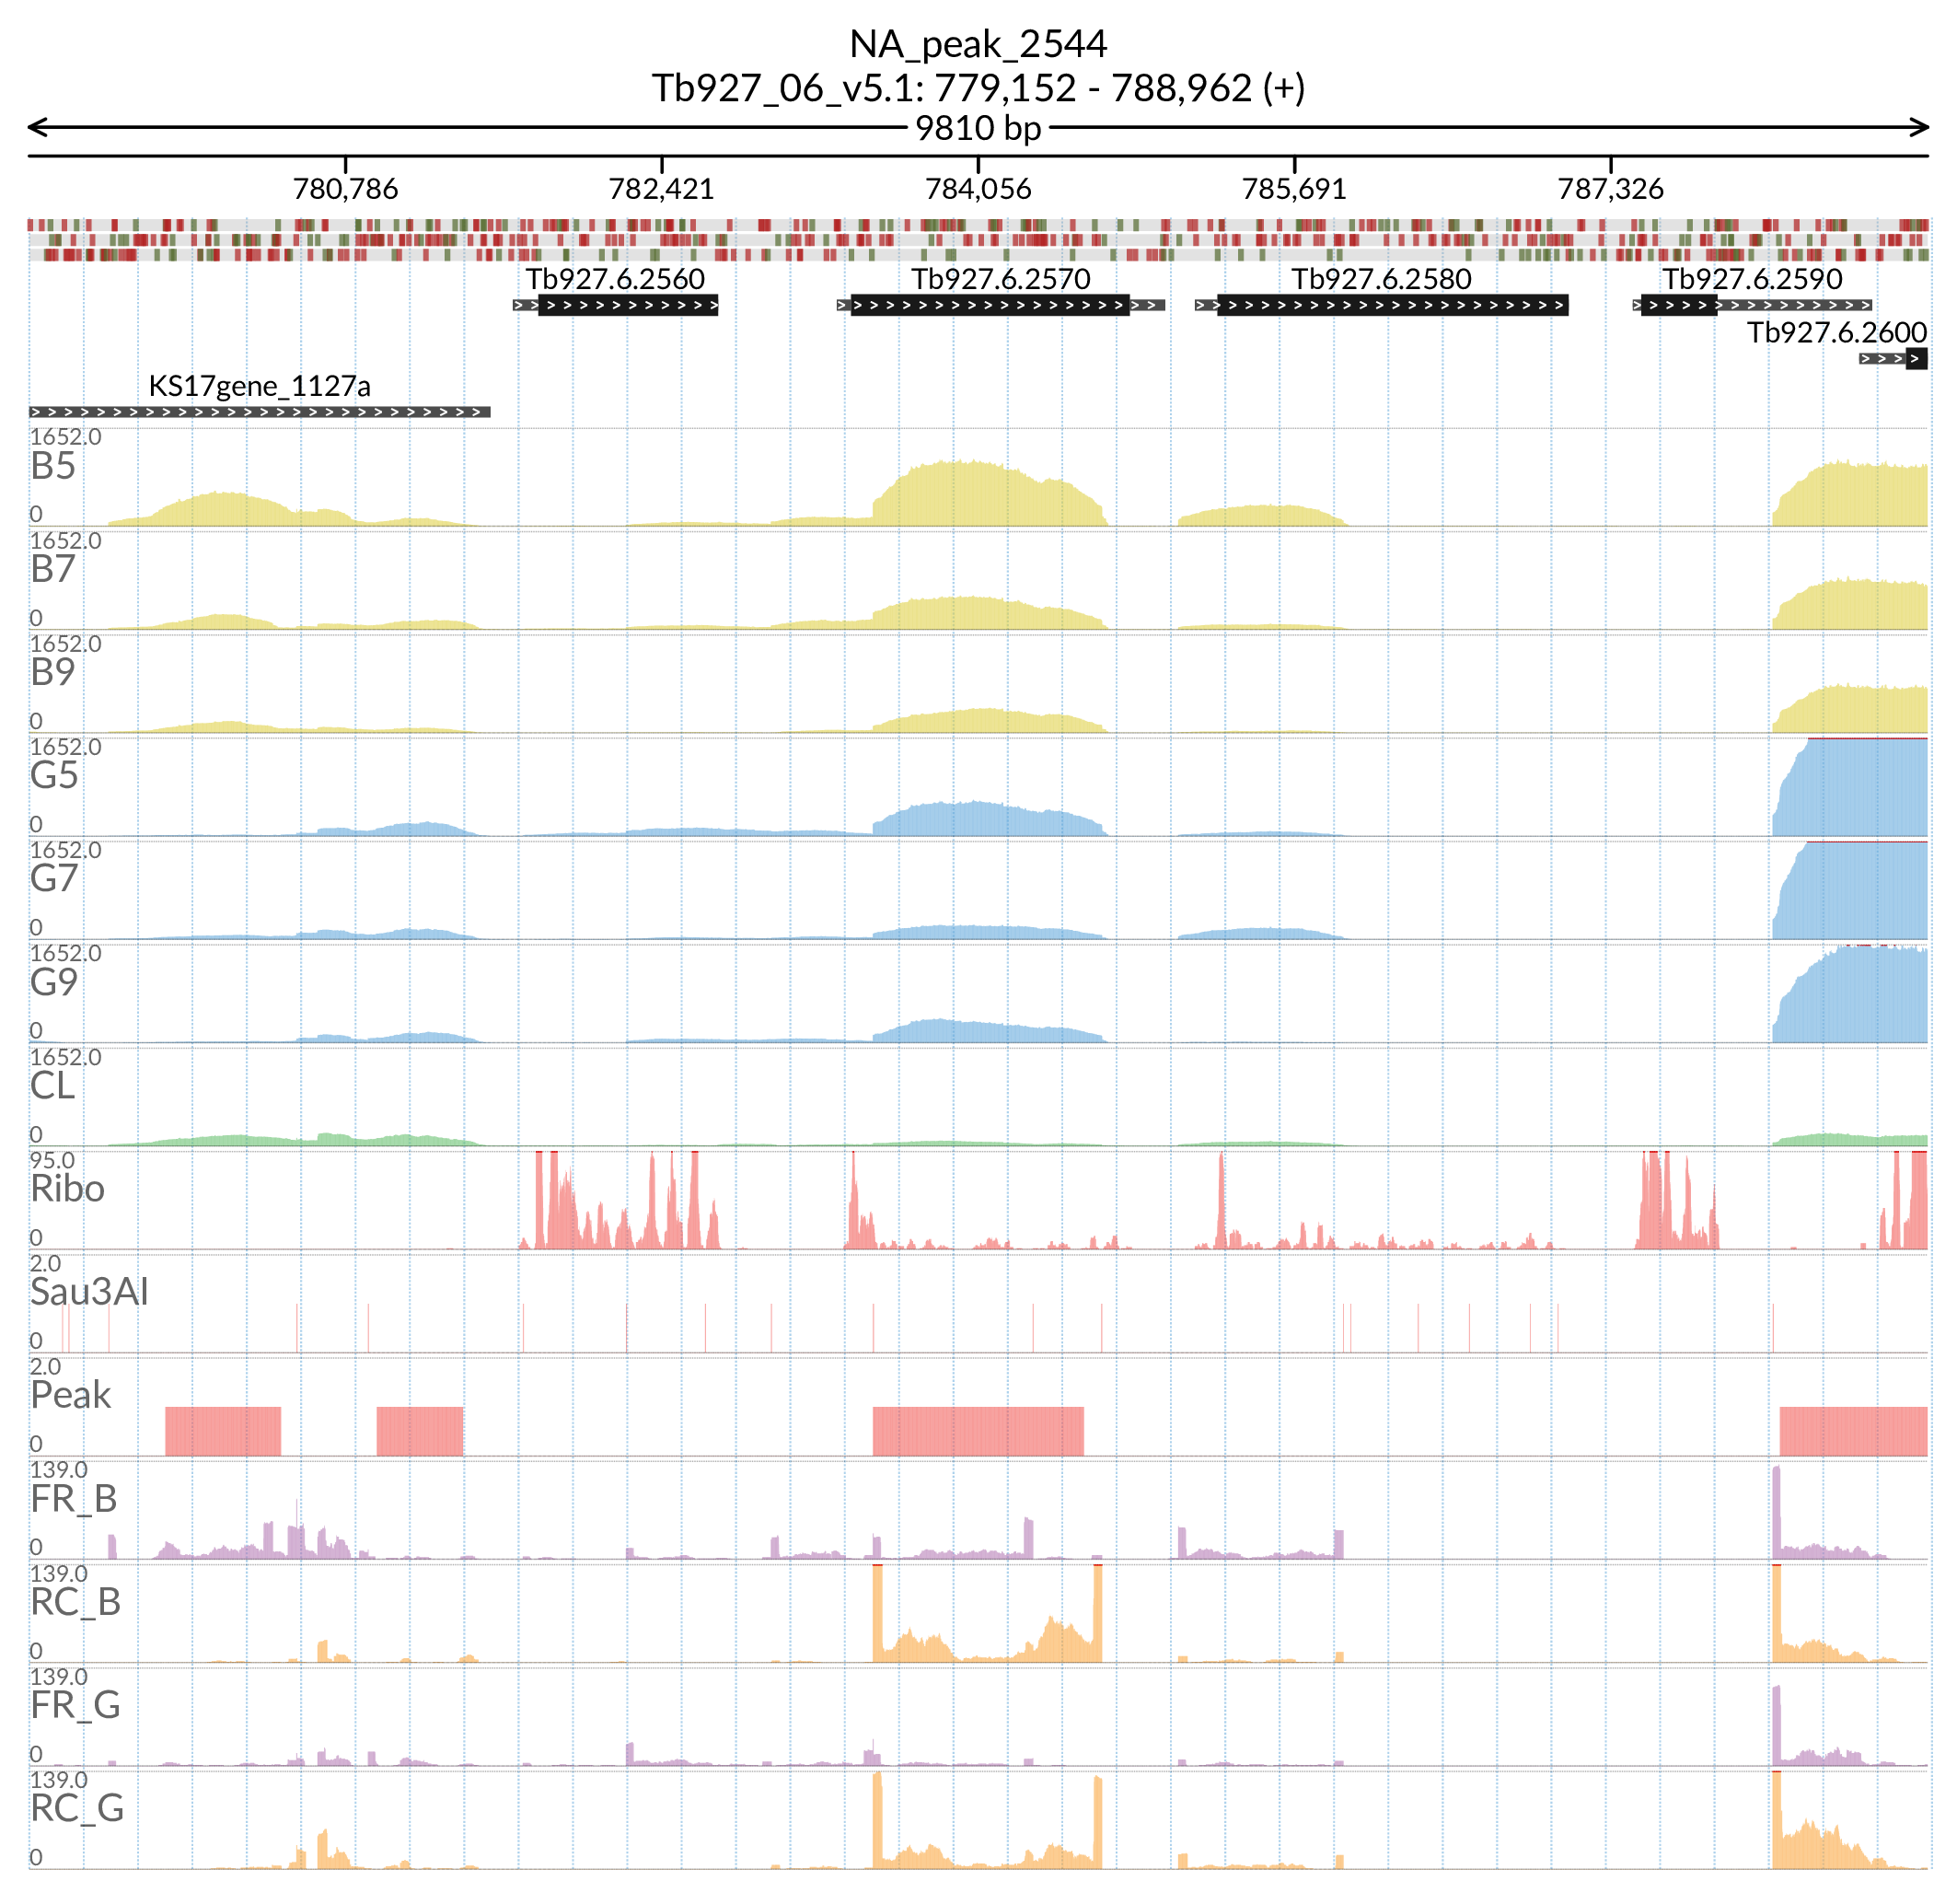 NA_peak_2544
Tb927_06_v5.1: 779,152 - 788,962 (+)
9810 bp
780,786 782,421 784,056 785,691 787,326
Tb927.6.2560 Tb927.6.2570 Tb927.6.2580 Tb927.6.2590
Tb927.6.2600
KS17gene_1127a
1652.0
B5
0
1652.0
B7
0
1652.0
B9
0
1652.0
G5
0
1652.0
G7
0
1652.0
G9
0
1652.0
CL
0
95.0
Ribo
0
2.0
Sau3AI
0
2.0
Peak
0
139.0
FR_B
0
139.0
RC_B
0
139.0
FR_G
0
139.0
RC_G
0